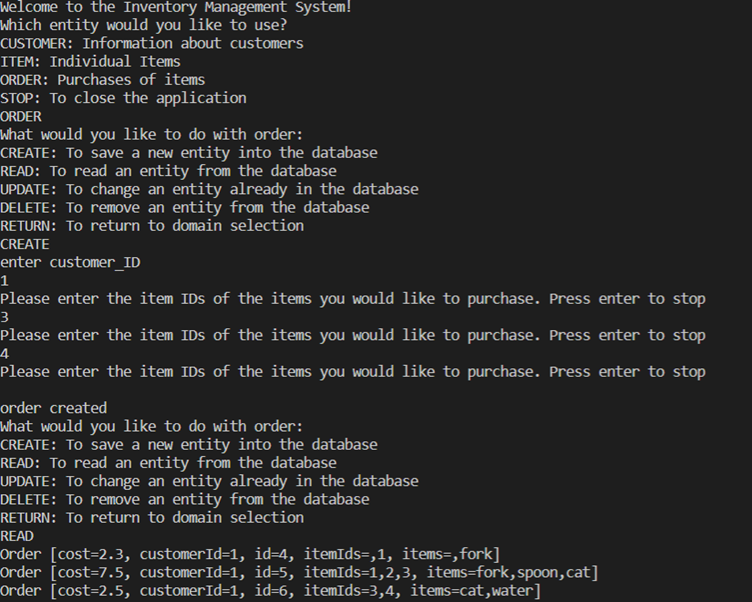 Welcome to the Inventory Management System!
Which entity would you like to use?
CUSTOMER: Information about customers
ITEM: Individual Items
ORDER: Purchases of items
STOP: To close the application
ORDER
What would you like to do with order:
CREATE: To save a new entity into the database
READ: To read an entity from the database
UPDATE: To change an entity already in the database
DELETE: To remove an entity from the database
RETURN: To return to domain selection
CREATE
enter customer_ID
1
Please enter the item IDs of the items you would like to purchase. Press enter to stop
3
Please enter the item IDs of the items you would like to purchase. Press enter to stop
4
Please enter the item IDs of the items you would like to purchase. Press enter to stop
order created
What would you like to do with order:
CREATE: To save a new entity into the database
READ: To read an entity from the database
UPDATE: To change an entity already in the database
DELETE: To remove an entity from the database
RETURN: To return to domain selection
READ
Order [cost=2.3, customerId=1, id=4, itemIds=,1, items=,fork]
Order [cost=7.5, customerId=1, id=5, itemIds=1,2,3, items=fork,spoon,cat]
Order [cost=2.5, customerId=1, id=6, itemIds=3,4, items=cat,water]